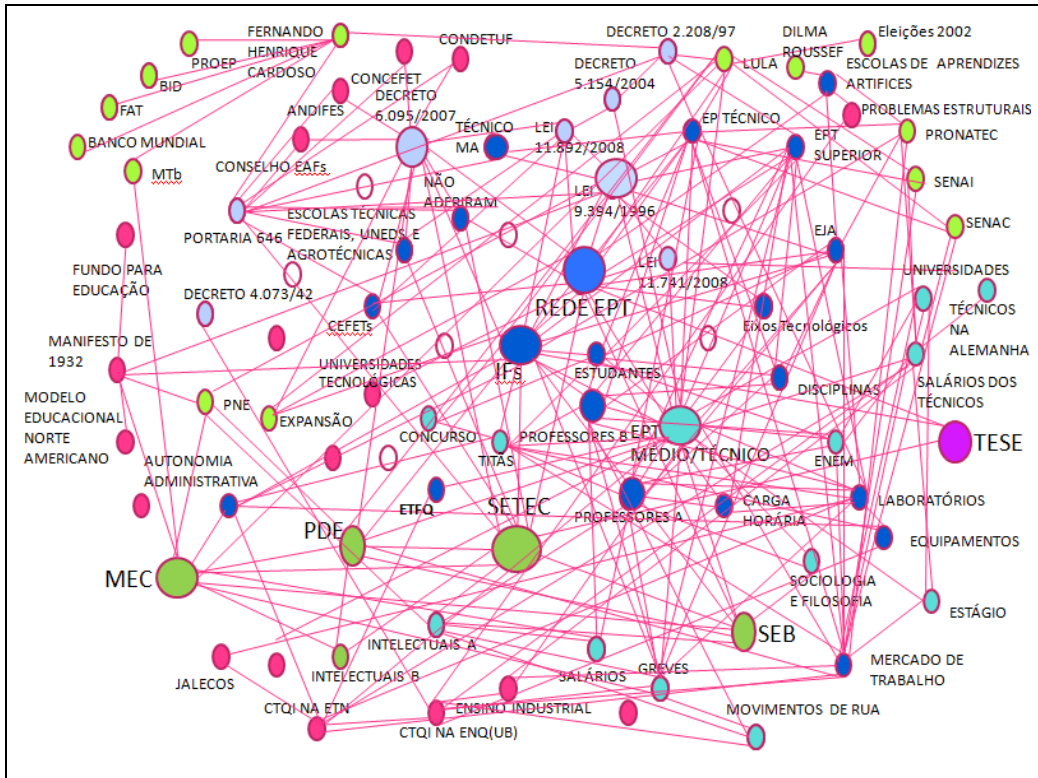 FERNANDO
HENRIQUE
CARDOSO
PROEP
BID
FAT
BANCO MUNDIAL
MTb
CONDETUF
CONCEFET
DECRETO
6.095/2007
ANDIFES
CONSELHO EAFs
DECRETO 2.208/97
DECRETO
5.154/2004
LULA
DILMA
ROUSSEF
Eleições 2002
ESCOLAS DE APRENDIZES
ARTIFICES
PROBLEMAS ESTRUTURAIS
PRONATEC
TÉCNICO
MA
LEI
11.892/2008
EP TÉCNICO
EPT
SUPERIOR
SENAI
SENAC
NÃO
ADERIRAM
LEI
9.394/1996
PORTARIA 646
ESCOLAS TÉCNICAS
FEDERAIS, UNEDS E
AGROTÉCNICAS
EJA
FUNDO PARA
EDUCAÇÃO
DECRETO 4.073/42
REDE EPT
LEI
11.741/2008
UNIVERSIDADES
TÉCNICOS
NA
ALEMANHA
CEFETs
Eixos Tecnológicos
MANIFESTO DE
1932
UNIVERSIDADES
TECNOLÓGICAS
IFs
ESTUDANTES
DISCIPLINAS
SALÁRIOS DOS
TÉCNICOS
MODELO
EDUCACIONAL
NORTE
AMERICANO
PNE
EXPANSÃO
CONCURSO
TITAS
PROFESSORES B
EPT
MÉDIO/TÉCNICO
ENEM
TESE
AUTONOMIA
ADMINISTRATIVA
ETFQ
SETEC
PROFESSORES A
CARGA
HORÁRIA
LABORATÓRIOS
PDE
EQUIPAMENTOS
MEC
SOCIOLOGIA
E FILOSOFIA
ESTÁGIO
SEB
INTELECTUAIS A
INTELECTUAIS B
SALÁRIOS
GREVES
MERCADO DE
TRABALHO
JALECOS
CTQI NA ETN
CTQI NA ENQ(UB)
ENSINO INDUSTRIAL
MOVIMENTOS DE RUA